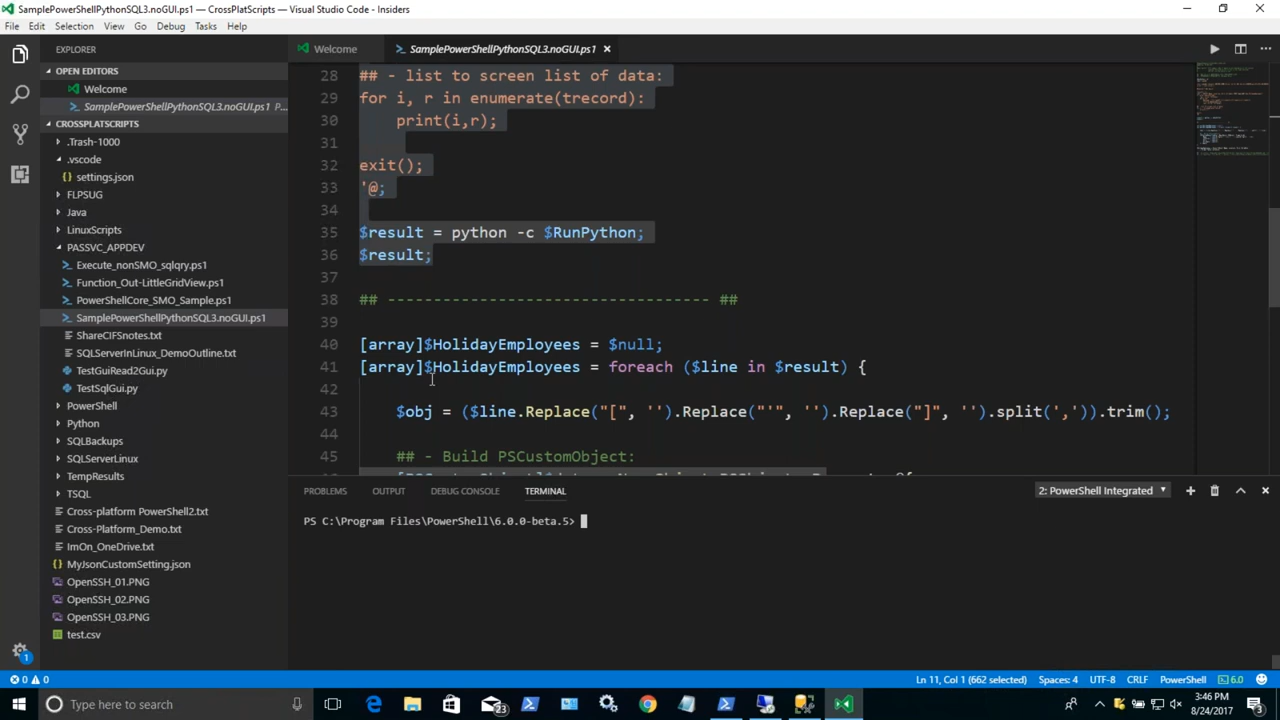 SamplePowerShellPythonSQL3.noGUI.ps1 - CrossPlatScripts - Visual Studio Code - Insiders
File Edit Selection View Go Debug Tasks Help
EXPLORER
OPEN EDITORS
Welcome
SamplePowerShellPythonSQL3.noGUI.ps1 P...
CROSSPLATSCRIPTS
.Trash-1000
.vscode
settings.json
FLPSUG
Java
LinuxScripts
PASSVC_APPDEV
Execute_nonSMO_sqlqry.ps1
Function_Out-LittleGridView.ps1
PowerShellCore_SMO_Sample.ps1
SamplePowerShellPythonSQL3.noGUI.ps1
ShareCIFSnotes.txt
SQLServerInLinux_DemoOutline.txt
TestGuiRead2Gui.py
TestSqlGui.py
PowerShell
Python
SQLBackups
SQLServerLinux
TempResults
TSQL
Cross-platform PowerShell2.txt
Cross-Platform_Demo.txt
ImOn_OneDrive.txt
MyJsonCustomSetting.json
OpenSSH_01.PNG
OpenSSH_02.PNG
OpenSSH_03.PNG
test.csv
Welcome SamplePowerShellPythonSQL3.noGUI.ps1
28 ## - list to screen list of data:
29 for i, r in enumerate(trecord):
30 print(i,r);
31
32 exit();
33 '@;
34
35 $result = python -c $RunPython;
36 $result;
37
38 ## ----------------------------------- ##
39
40 [array]$HolidayEmployees = $null;
41 [array]$HolidayEmployees = foreach ($line in $result) {
42
43 $obj = ($line.Replace("[", '').Replace("'", '').Replace("]", '').split(',')).trim();
44
45 ## - Build PSCustomObject:
PROBLEMS OUTPUT DEBUG CONSOLE TERMINAL 2: PowerShell Integrated
PS C:\Program Files\PowerShell\6.0.0-beta.5>
0 0 Ln 11, Col 1 (662 selected) Spaces: 4 UTF-8 CRLF PowerShell 6.0
1
Type here to search
23
3:46 PM
8/24/2017
3